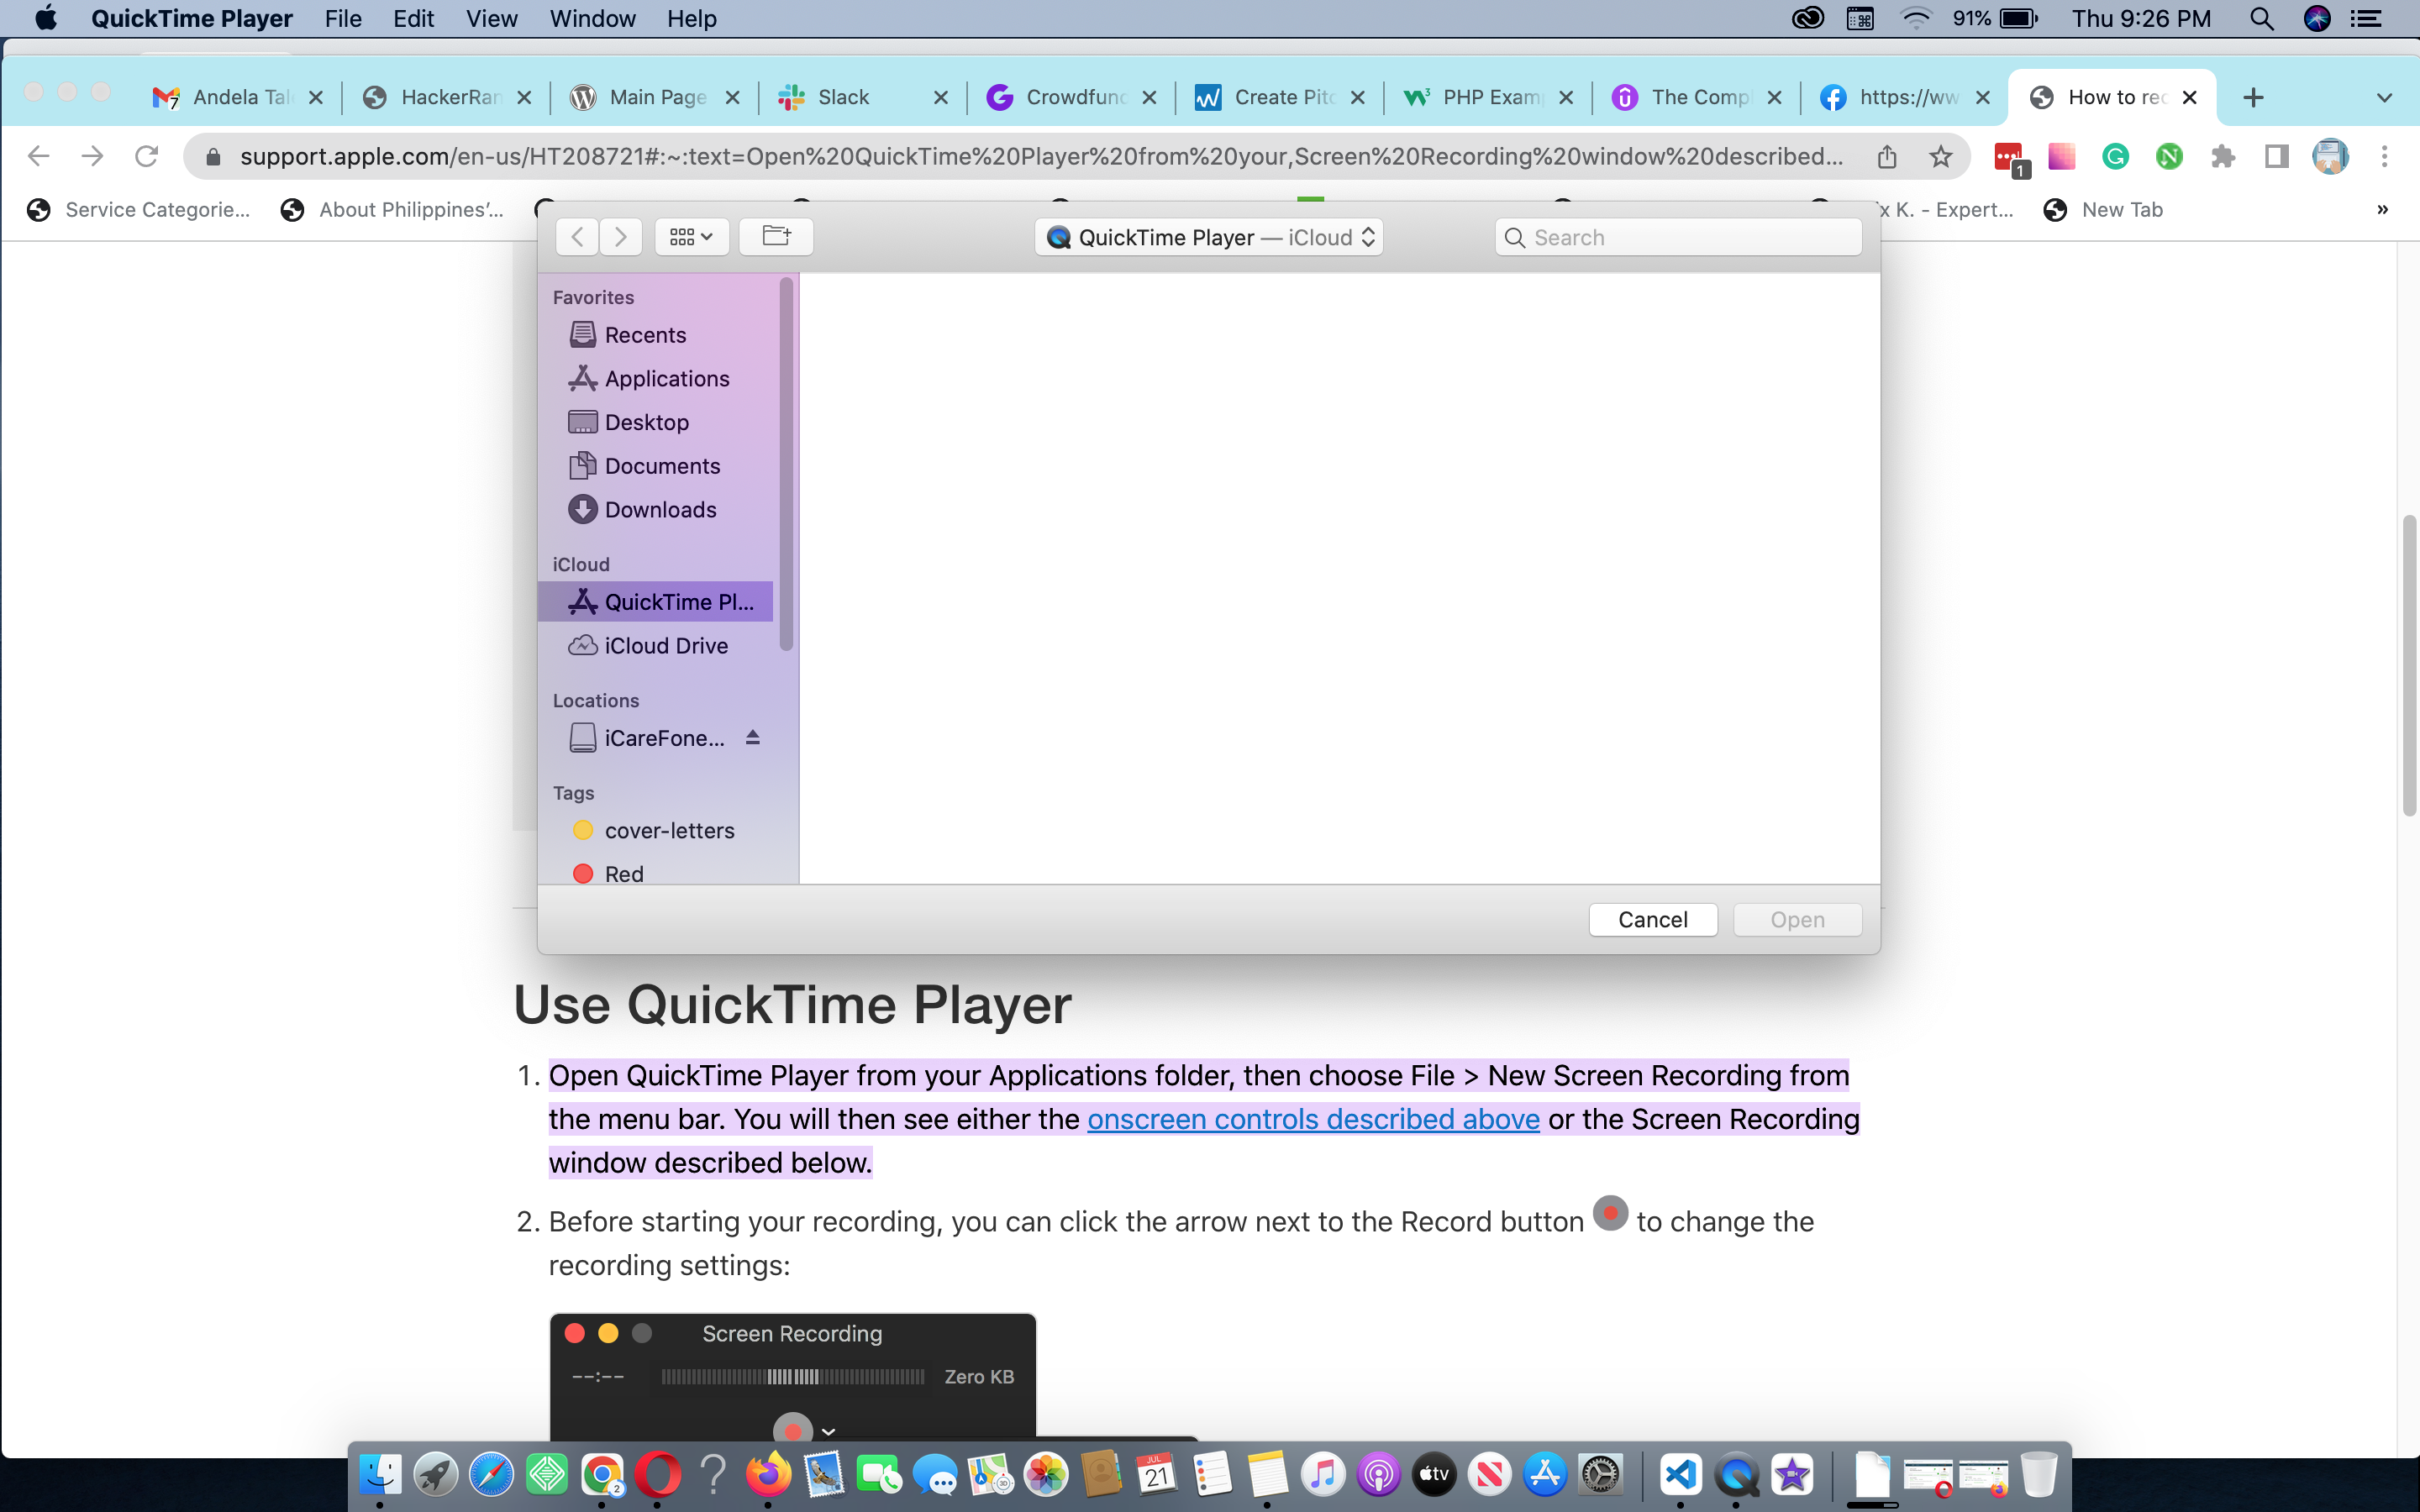 QuickTime Player File Edit View Window Help 91% Thu 9:26 PM
7 Andela Tal HackerRan Main Page Slack Crowdfunc Create Pitc PHP Exam The Compl https://ww How to rec
support.apple.com/en-us/HT208721#:~:text=Open%20QuickTime%20Player%20from%20your,Screen%20Recording%20window%20described... 1
Service Categorie... About Philippines'... x K. - Expert... New Tab »
QuickTime Player — iCloud Search
Favorites
Recents
Applications
Desktop
Documents
Downloads
iCloud
QuickTime Pl...
iCloud Drive
Locations
iCareFone...
Tags
cover-letters
Red
Cancel Open
Use QuickTime Player
1. Open QuickTime Player from your Applications folder, then choose File > New Screen Recording from
the menu bar. You will then see either the onscreen controls described above or the Screen Recording
window described below.
2. Before starting your recording, you can click the arrow next to the Record button to change the
recording settings:
Screen Recording
--:-- Zero KB
2 JUL 21 tv